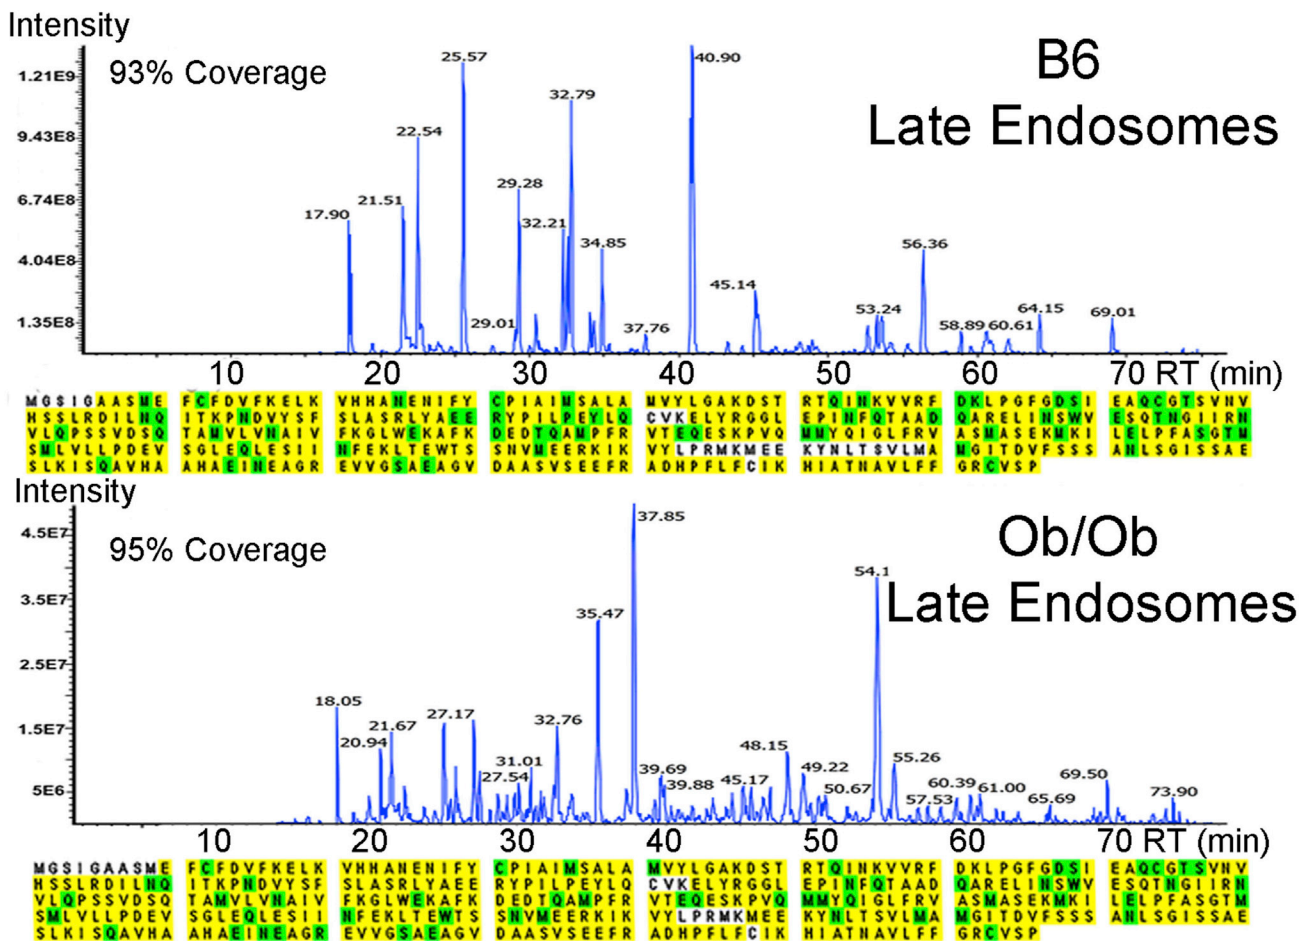 Intensity
93% Coverage
B6
Late Endosomes
1.21E9
9.43E8
6.74E8
4.04E8
1.35E8
17.90
21.51
22.54
25.57
29.01
29.28
32.21
32.79
34.85
37.76
40.90
45.14
53.24
56.36
58.89
60.61
64.15
69.01
10 20 30 40 50 60 70 RT (min)
MGSIGAASME FCFDVFKELK VHHANENIFY CPIAIMSALA MVYLGAKDST RTQINKVVRF DKLPGFGDSI EAQCGTSVNV
HSSLRDILNQ ITKPNDVYSF SLASRLYAEE RYPILPEYLQ CVKELYRGGL EPINFQTAAD QARELINSWV ESQTNGIIRN
VLQPSSVDSQ TAMVLVNAIV FKGLWEKAFK DEDTQAMPFR VTEQESKPVQ MMYQIGLFRV ASMASEKMKI LELPFASGTM
SMLVLLPDEV SGLEQLESII NFEKLTEWTS SNVMEERKIK VYLPRMKMEE KYNLTSVLMA MGITDVFSSS ANLSGISSAE
SLKISQAVHA AHAEINEAGR EVVGSAEAGV DAASVSEEFR ADHPFLFCIK HIATNAVLFF GRCVSP
Intensity
95% Coverage
Ob/Ob
Late Endosomes
4.5E7
3.5E7
2.5E7
1.5E7
5E6
18.05
20.94
21.67
27.17
27.54
31.01
32.76
35.47
37.85
39.69
39.88
45.17
48.15
49.22
50.67
54.1
55.26
57.53
60.39
61.00
65.69
69.50
73.90
10 20 30 40 50 60 70 RT (min)
MGSIGAASME FCFDVFKELK VHHANENIFY CPIAIMSALA MVYLGAKDST RTQINKVVRF DKLPGFGDSI EAQCGTSVNV
HSSLRDILNQ ITKPNDVYSF SLASRLYAEE RYPILPEYLQ CVKELYRGGL EPINFQTAAD QARELINSWV ESQTNGIIRN
VLQPSSVDSQ TAMVLVNAIV FKGLWEKAFK DEDTQAMPFR VTEQESKPVQ MMYQIGLFRV ASMASEKMKI LELPFASGTM
SMLVLLPDEV SGLEQLESII NFEKLTEWTS SNVMEERKIK VYLPRMKMEE KYNLTSVLMA MGITDVFSSS ANLSGISSAE
SLKISQAVHA AHAEINEAGR EVVGSAEAGV DAASVSEEFR ADHPFLFCIK HIATNAVLFF GRCVSP